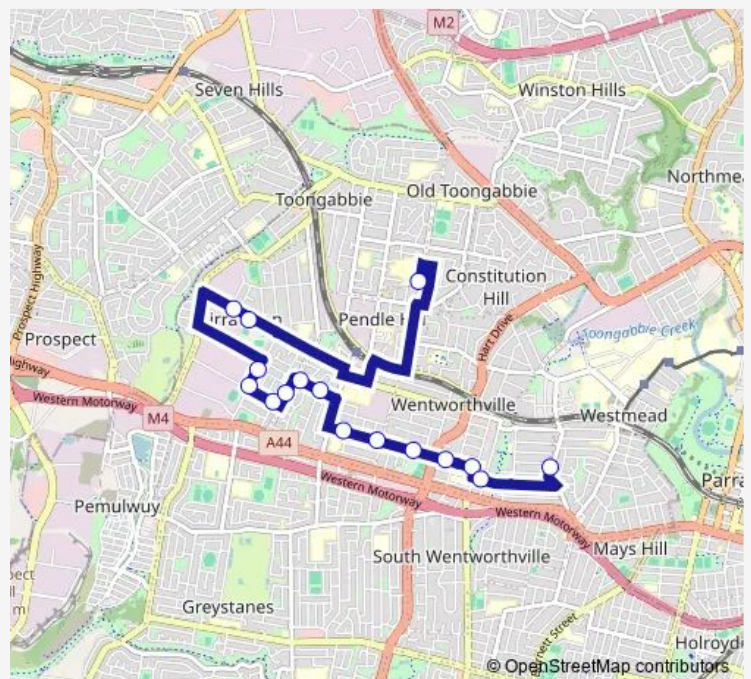 M2
Seven Hills
Winston Hills
Northme
Toongabbie
Old Toongabbie
Constitution
Hill
Prospect Highway
Pendle H
Toongabbie Creek
Prospect
Hart Drive
ghway
Western Motorway
M4
Wentworthville
Westmead
A44
Parra
Western Motorway
Pemulwuy
Western Motorway
Mays Hill
South Wentworthville
Greystanes
Holroyd
© OpenStreetMap contributors